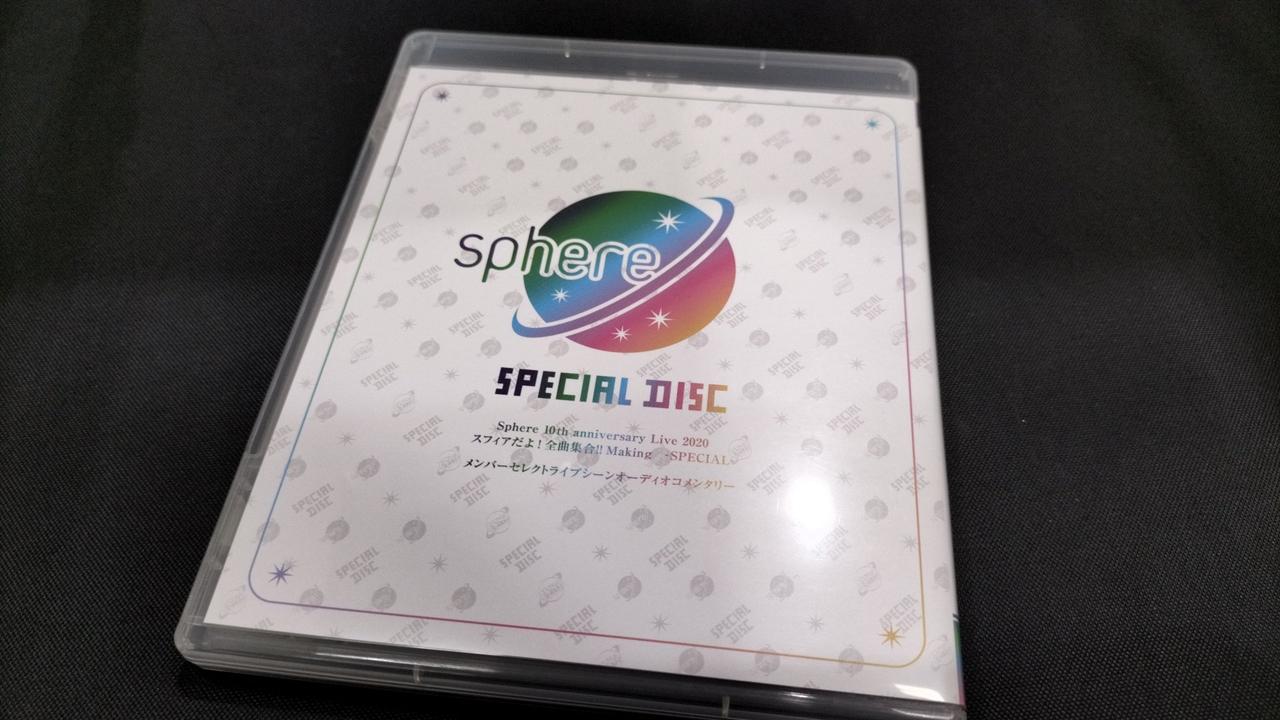 sphere
SPECIAL DISC
Sphere 10th anniversary Live 2020
スフィアだよ！全曲集合!! Making -SPECIAL-
メンバーセレクトライブシーンオーディオコメンタリー